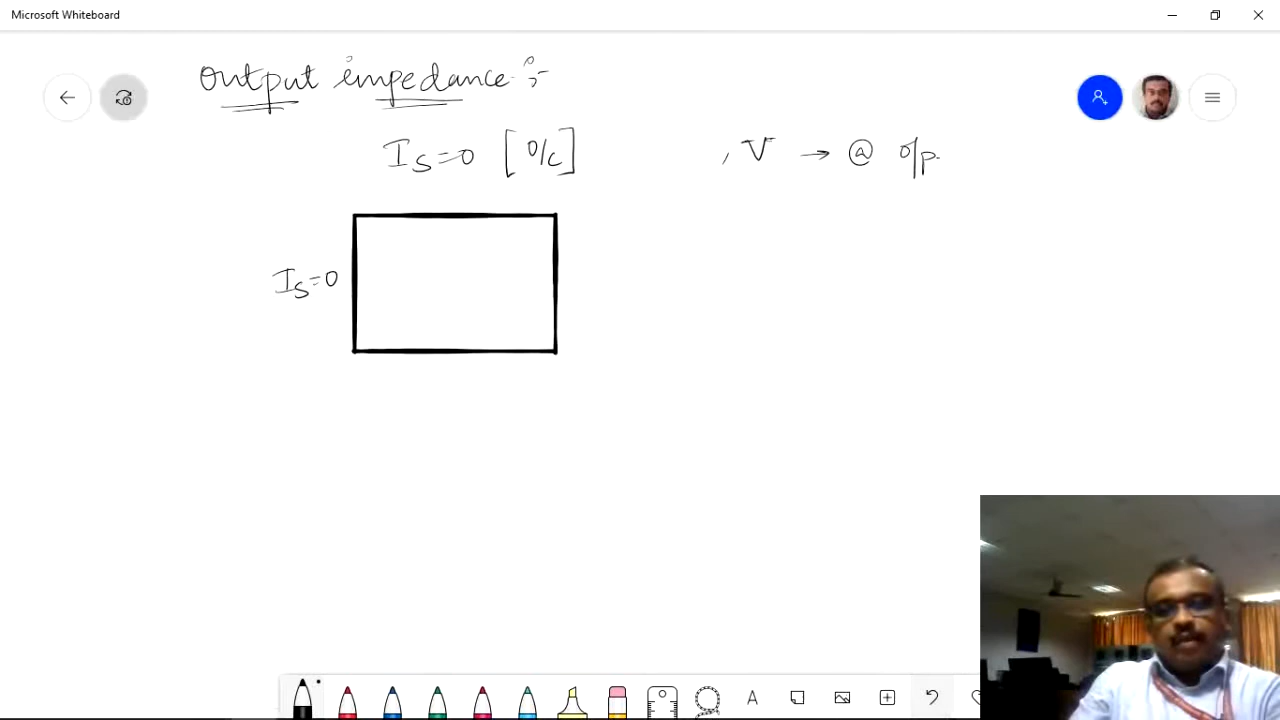 Microsoft Whiteboard
Output impedance :-
IS=0 [O/C] , V → @ o/p.
IS=0
A